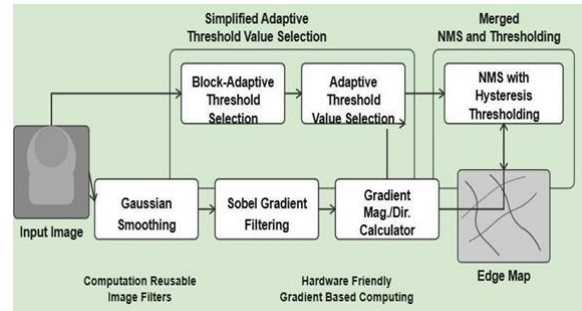 Simplified Adaptive
Threshold Value Selection
Merged
NMS and Thresholding
Block-Adaptive
Threshold
Selection
Adaptive
Threshold
Value Selection
NMS with
Hysteresis
Thresholding
Input Image
Gaussian
Smoothing
Sobel Gradient
Filtering
Gradient
Mag./Dir.
Calculator
Edge Map
Computation Reusable
Image Filters
Hardware Friendly
Gradient Based Computing